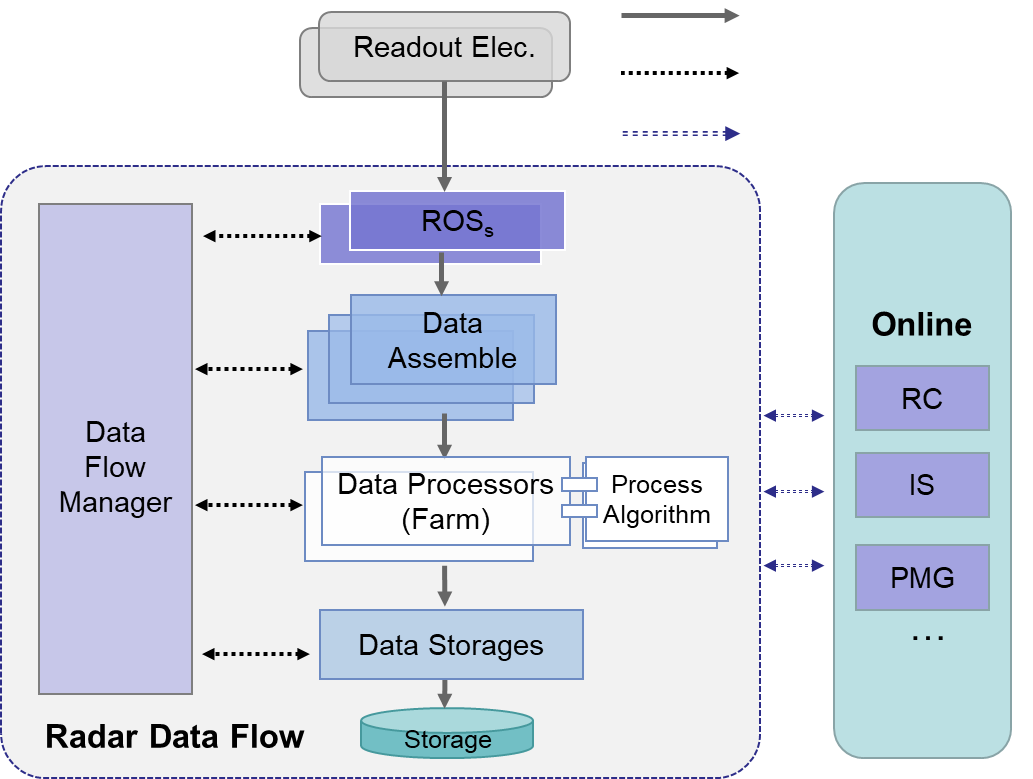 Readout Elec.
ROSs
Data
Assemble
Data
Flow
Manager
Data Processors
(Farm)
Process
Algorithm
Data Storages
Storage
Radar Data Flow
Online
RC
IS
PMG
...